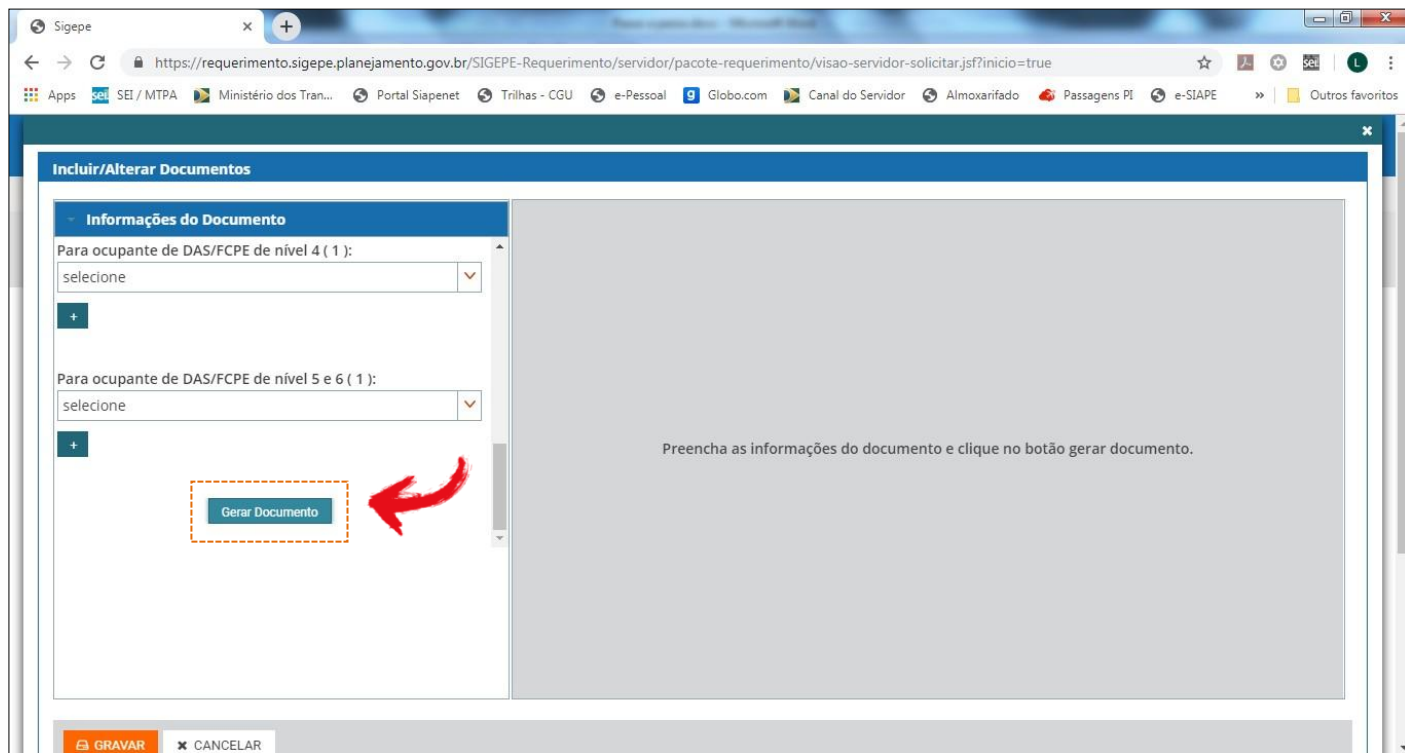 Sigepe
https://requerimento.sigepe.planejamento.gov.br/SIGEPE-Requerimento/servidor/pacote-requerimento/visao-servidor-solicitar.jsf?inicio=true
sei L
Apps sei SEI / MTPA Ministério dos Tran... Portal Siapenet Trilhas - CGU e-Pessoal g Globo.com Canal do Servidor Almoxarifado Passagens PI e-SIAPE » Outros favoritos
Incluir/Alterar Documentos
Informações do Documento
Para ocupante de DAS/FCPE de nível 4 ( 1 ):
selecione
+
Para ocupante de DAS/FCPE de nível 5 e 6 ( 1 ):
selecione
+
Preencha as informações do documento e clique no botão gerar documento.
Gerar Documento
GRAVAR CANCELAR